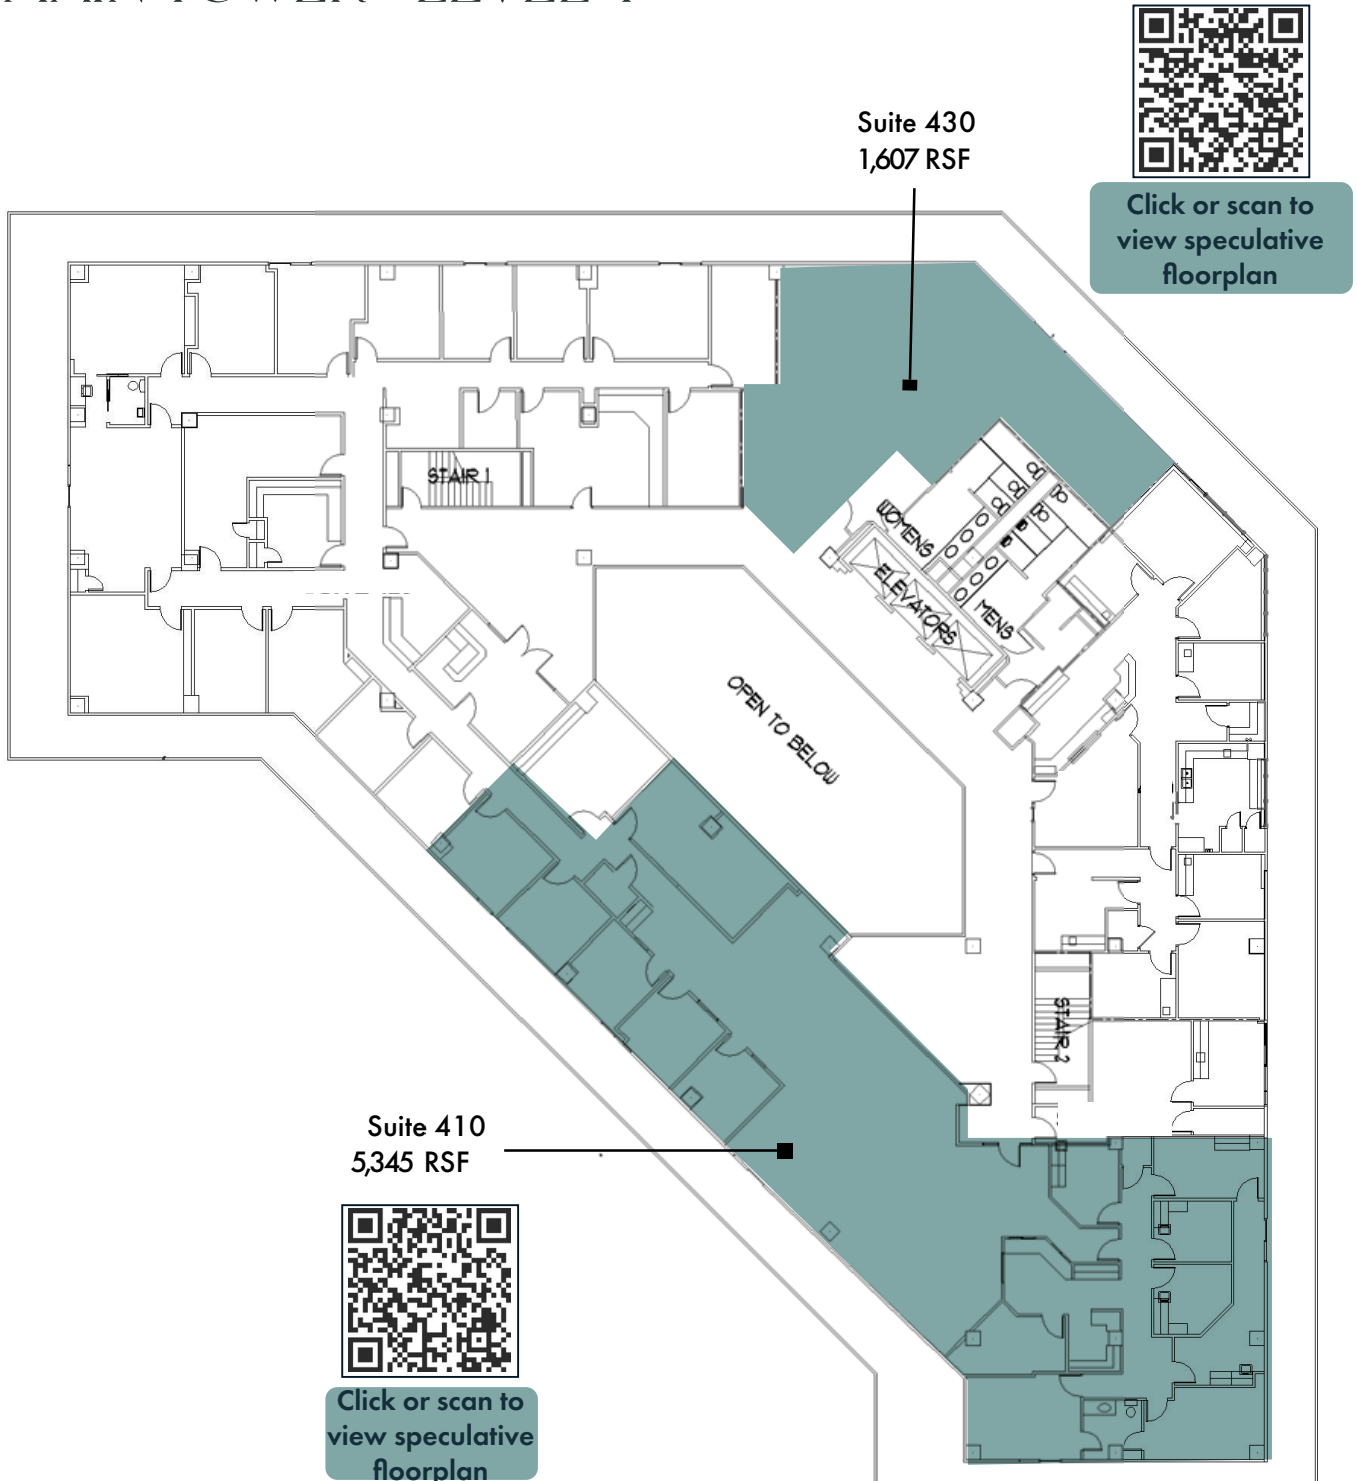 Suite 430
1,607 RSF
Click or scan to
view speculative
floorplan
STAIR 1
WOMENS
ELEVATORS
MENS
OPEN TO BELOW
STAIR 2
Suite 410
5,345 RSF
Click or scan to
view speculative
floorplan